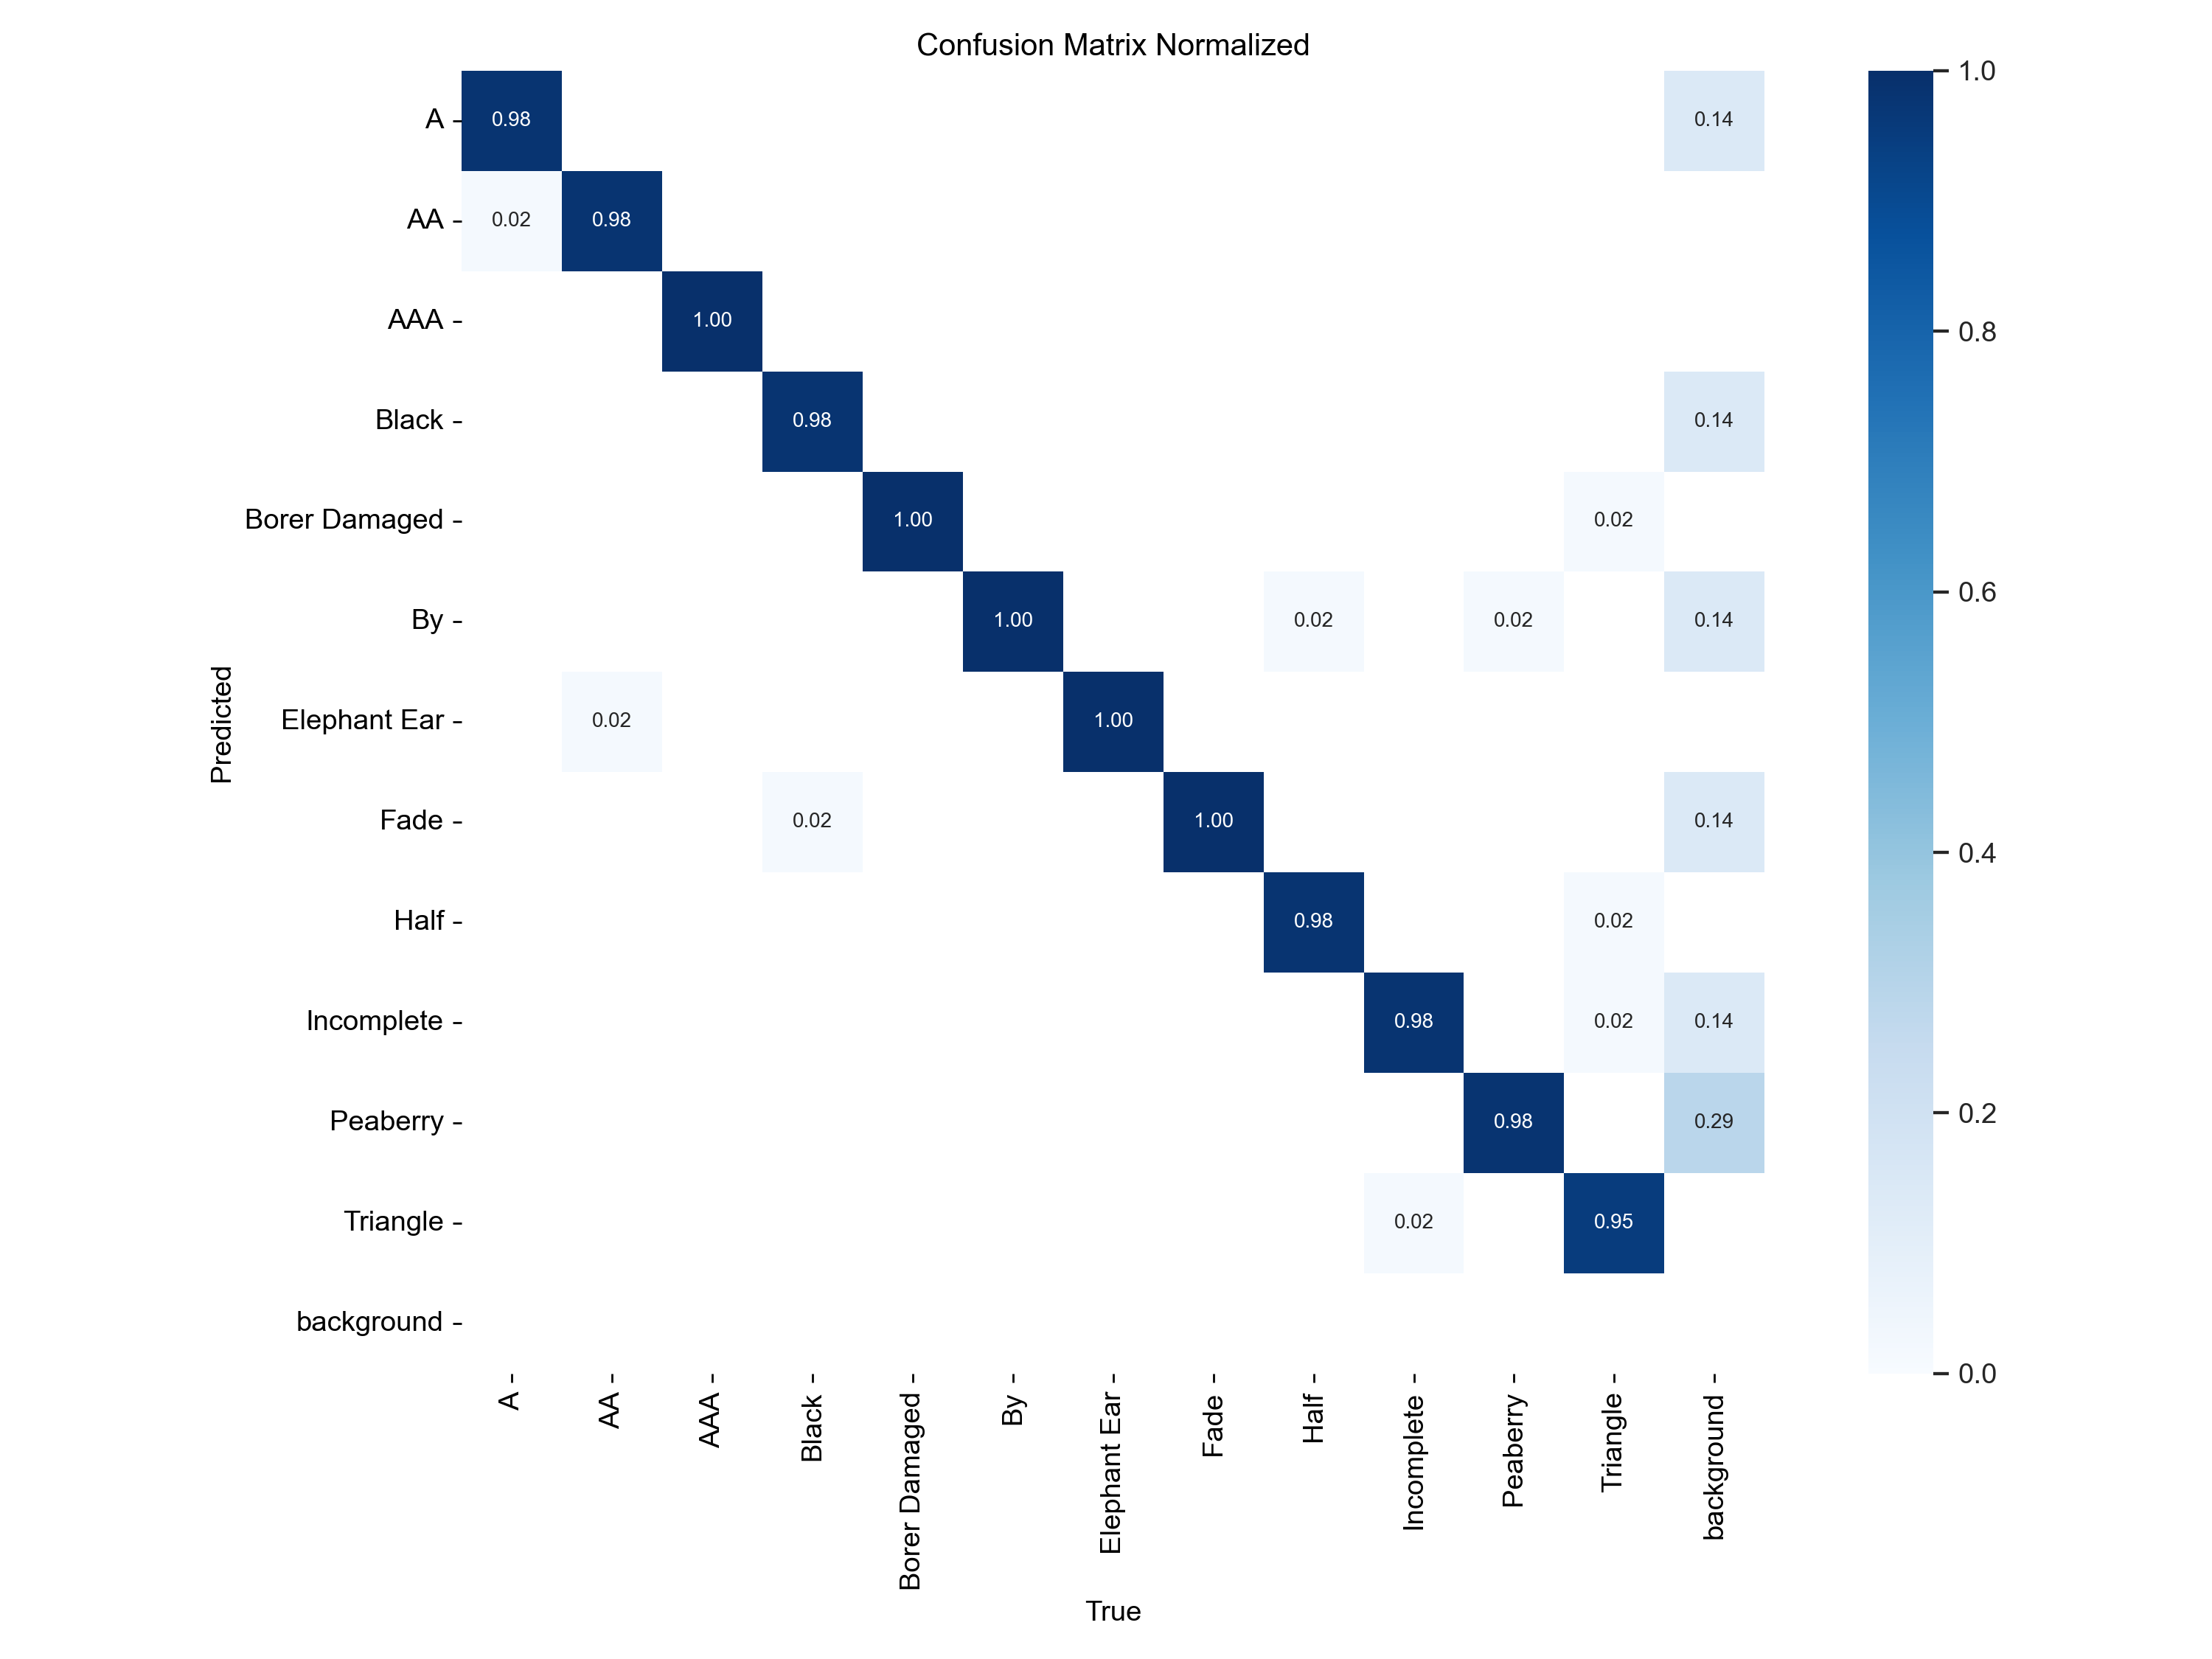 Confusion Matrix Normalized
A 0.98 0.14 1.0
AA 0.02 0.98
AAA 1.00 0.8
Black 0.98 0.14
Borer Damaged 1.00 0.02
0.6
By 1.00 0.02 0.02 0.14
Predicted
Elephant Ear 0.02 1.00
Fade 0.02 1.00 0.14
0.4
Half 0.98 0.02
Incomplete 0.98 0.02 0.14
Peaberry 0.98 0.29 0.2
Triangle 0.02 0.95
background 0.0
A AA AAA Black Borer Damaged By Elephant Ear Fade Half Incomplete Peaberry Triangle background
True